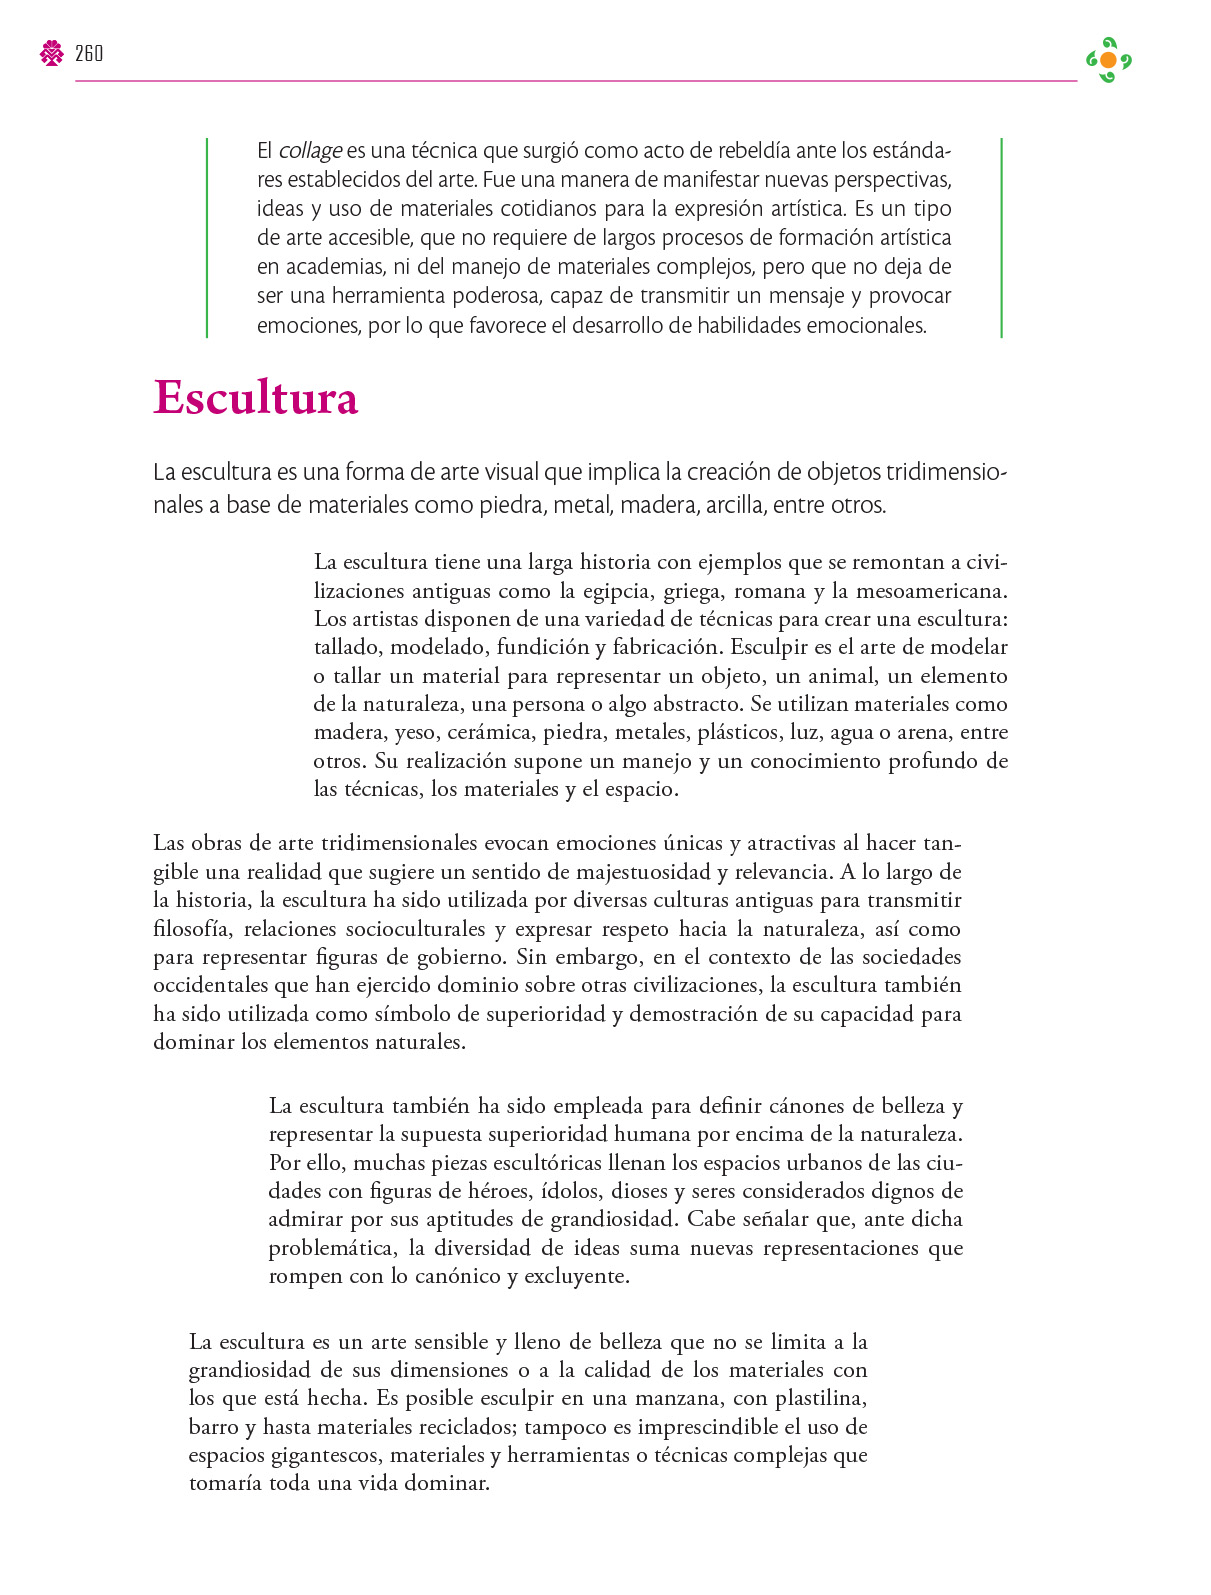 260
El collage es una técnica que surgió como acto de rebeldía ante los estánda-
res establecidos del arte. Fue una manera de manifestar nuevas perspectivas,
ideas y uso de materiales cotidianos para la expresión artística. Es un tipo
de arte accesible, que no requiere de largos procesos de formación artística
en academias, ni del manejo de materiales complejos, pero que no deja de
ser una herramienta poderosa, capaz de transmitir un mensaje y provocar
emociones, por lo que favorece el desarrollo de habilidades emocionales.
Escultura
La escultura es una forma de arte visual que implica la creación de objetos tridimensio-
nales a base de materiales como piedra, metal, madera, arcilla, entre otros.
La escultura tiene una larga historia con ejemplos que se remontan a civi-
lizaciones antiguas como la egipcia, griega, romana y la mesoamericana.
Los artistas disponen de una variedad de técnicas para crear una escultura:
tallado, modelado, fundición y fabricación. Esculpir es el arte de modelar
o tallar un material para representar un objeto, un animal, un elemento
de la naturaleza, una persona o algo abstracto. Se utilizan materiales como
madera, yeso, cerámica, piedra, metales, plásticos, luz, agua o arena, entre
otros. Su realización supone un manejo y un conocimiento profundo de
las técnicas, los materiales y el espacio.
Las obras de arte tridimensionales evocan emociones únicas y atractivas al hacer tan-
gible una realidad que sugiere un sentido de majestuosidad y relevancia. A lo largo de
la historia, la escultura ha sido utilizada por diversas culturas antiguas para transmitir
filosofía, relaciones socioculturales y expresar respeto hacia la naturaleza, así como
para representar figuras de gobierno. Sin embargo, en el contexto de las sociedades
occidentales que han ejercido dominio sobre otras civilizaciones, la escultura también
ha sido utilizada como símbolo de superioridad y demostración de su capacidad para
dominar los elementos naturales.
La escultura también ha sido empleada para definir cánones de belleza y
representar la supuesta superioridad humana por encima de la naturaleza.
Por ello, muchas piezas escultóricas llenan los espacios urbanos de las ciu-
dades con figuras de héroes, ídolos, dioses y seres considerados dignos de
admirar por sus aptitudes de grandiosidad. Cabe señalar que, ante dicha
problemática, la diversidad de ideas suma nuevas representaciones que
rompen con lo canónico y excluyente.
La escultura es un arte sensible y lleno de belleza que no se limita a la
grandiosidad de sus dimensiones o a la calidad de los materiales con
los que está hecha. Es posible esculpir en una manzana, con plastilina,
barro y hasta materiales reciclados; tampoco es imprescindible el uso de
espacios gigantescos, materiales y herramientas o técnicas complejas que
tomaría toda una vida dominar.